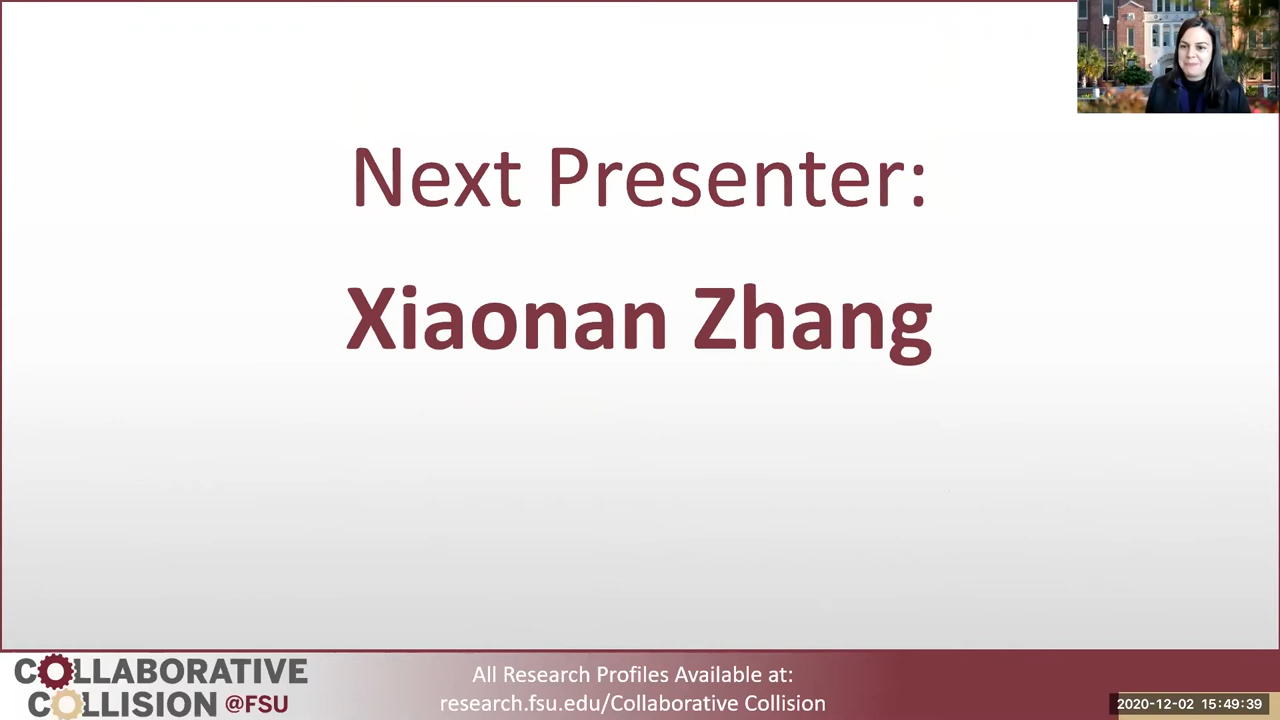 Next Presenter:
Xiaonan Zhang
COLLABORATIVE
COLLISION @FSU
All Research Profiles Available at:
research.fsu.edu/Collaborative Collision
2020-12-02 15:49:39